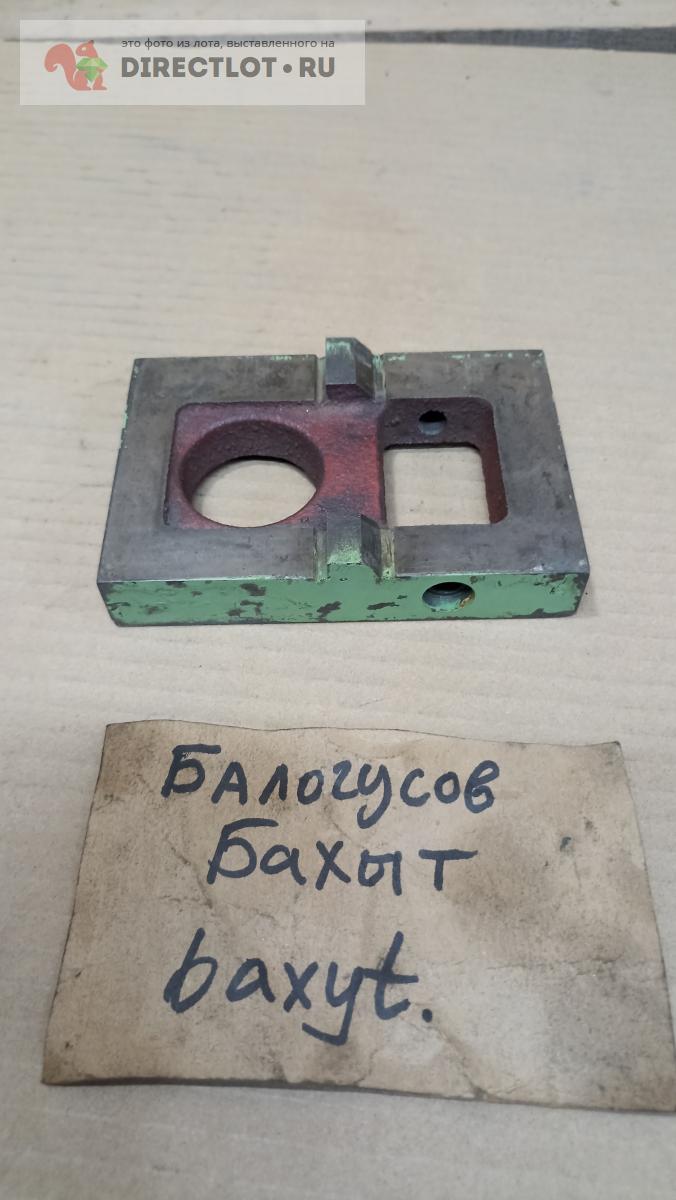 это фото из лота, выставленного на
DIRECTLOT•RU
Балогусов
Бахыт
baxyt.